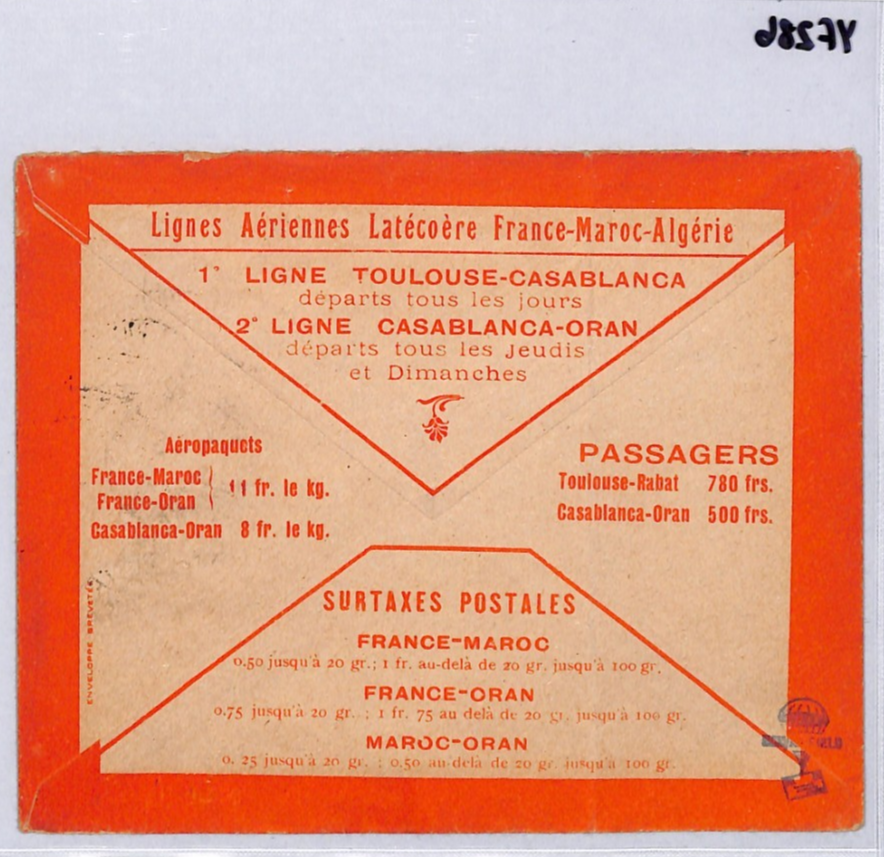 YF286
Lignes Aériennes Latécoère France-Maroc-Algérie
1° LIGNE TOULOUSE-CASABLANCA
départs tous les jours
2° LIGNE CASABLANCA-ORAN
départs tous les Jeudis
et Dimanches
Aéropaquets
France-Maroc
France-Oran
11 fr. le kg.
Casablanca-Oran 8 fr. le kg.
PASSAGERS
Toulouse-Rabat 780 frs.
Casablanca-Oran 500 frs.
ENVELOPPE BREVETÉE
SURTAXES POSTALES
FRANCE-MAROC
0.50 jusqu'à 20 gr.; 1 fr. au-delà de 20 gr. jusqu'à 100 gr.
FRANCE-ORAN
0.75 jusqu'à 20 gr. ; 1 fr. 75 au delà de 20 gr. jusqu'à 100 gr.
MAROC-ORAN
0. 25 jusqu'à 20 gr. ; 0.50 au-delà de 20 gr. jusqu'à 100 gr.